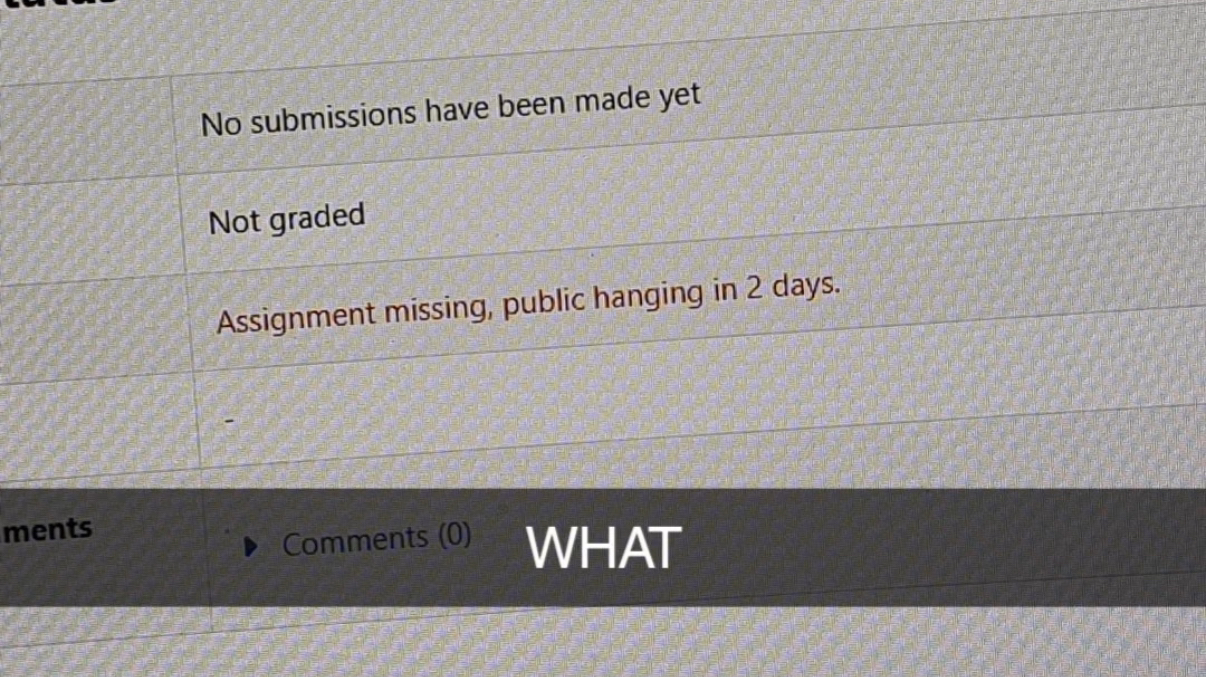 No submissions have been made yet
Not graded
Assignment missing, public hanging in 2 days.
-
ments
Comments (0)
WHAT